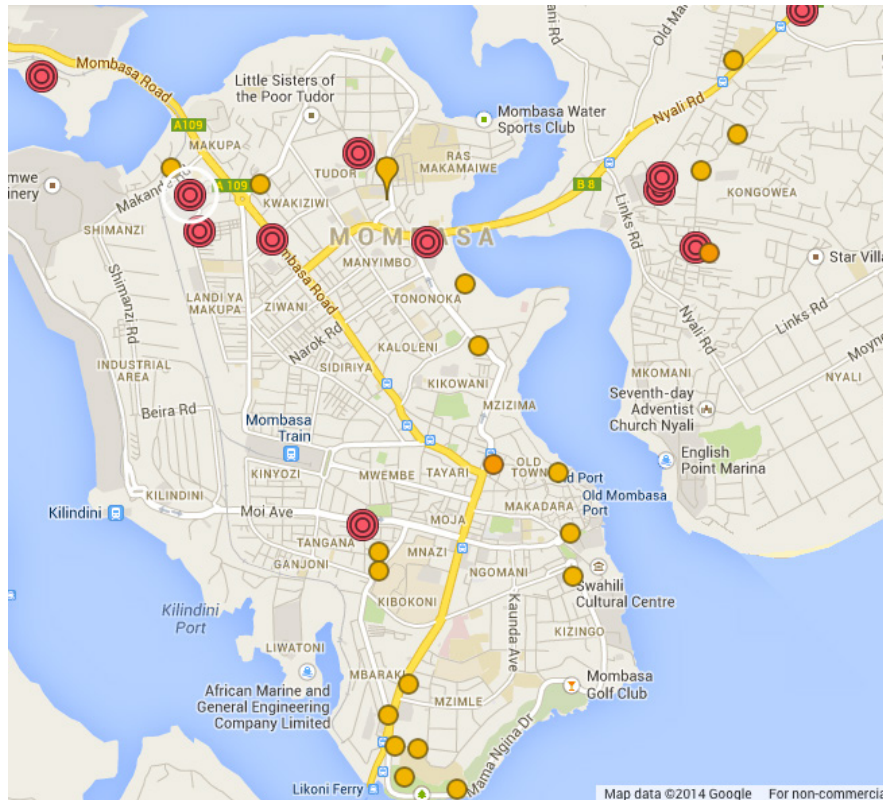 Mombasa Road
Little Sisters of
the Poor Tudor
Old Ma
Nyali Rd
A109
MAKUPA
Mombasa Water
Sports Club
mwe
inery
Makande Rd
A 109
TUDOR
RAS
MAKAMAIWE
B 8
Links Rd
KONGOWEA
KWAKIZIWI
SHIMANZI
MOMBASA
MANYIMBO
Star Villa
Shimanzi Rd
LANDI YA
MAKUPA
ZIWANI
Mombasa Road
TONONOKA
Nyali Rd
Links Rd
Moyne
Narok Rd
KALOLENI
SIDIRIYA
INDUSTRIAL
AREA
KIKOWANI
MKOMANI
NYALI
Beira Rd
MZIZIMA
Seventh-day
Adventist
Church Nyali
Mombasa
Train
English
Point Marina
KINYOZI
MWEMBE
TAYARI
OLD
TOWN
ld Port
Old Mombasa
Port
KILINDINI
Kilindini
Moi Ave
MAKADARA
MOJA
TANGANA
MNAZI
GANJONI
NGOMANI
Swahili
Cultural Centre
KIBOKONI
Kaunda Ave
Kilindini
Port
KIZINGO
LIWATONI
MBARAKI
African Marine and
General Engineering
Company Limited
Mombasa
Golf Club
MZIMLE
Mama Ngina Dr
Likoni Ferry
Map data ©2014 Google
For non-commercia